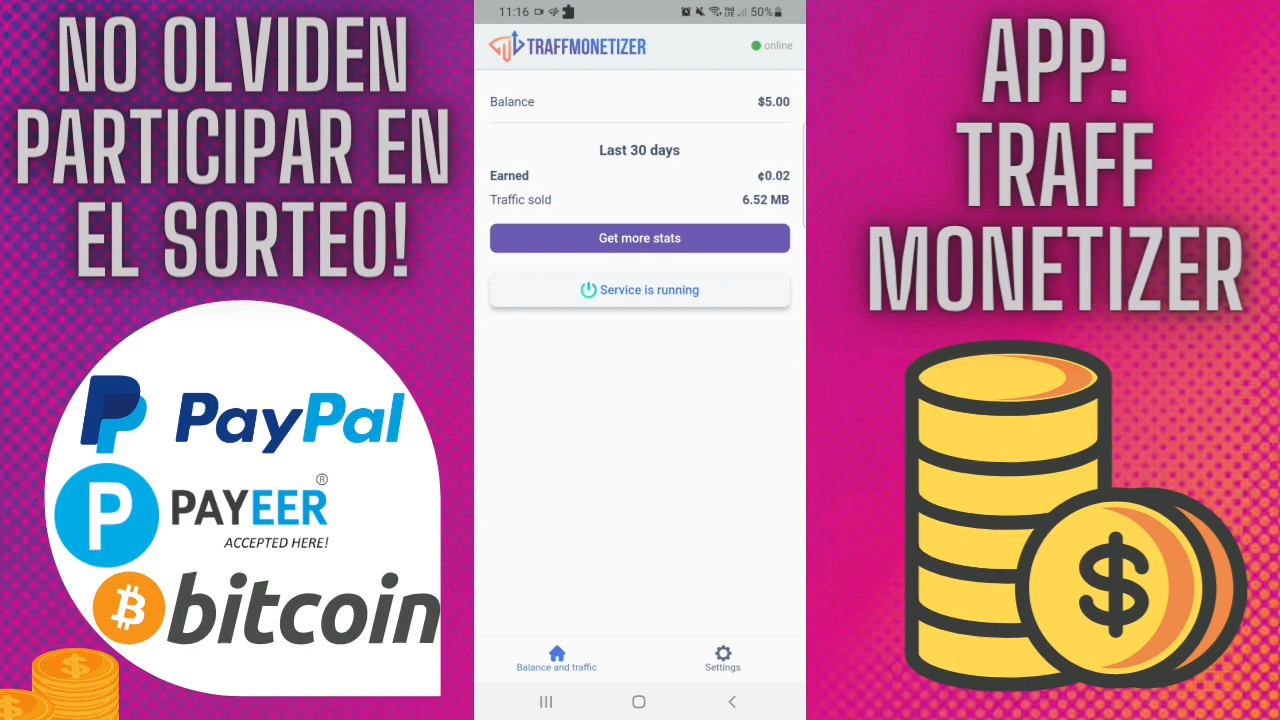 NO OLVIDEN
PARTICIPAR EN
EL SORTEO!
PayPal
P PAYEER ®
ACCEPTED HERE!
bitcoin
11:16 50%
TRAFFMONETIZER online
Balance $5.00
Last 30 days
Earned ¢0.02
Traffic sold 6.52 MB
Get more stats
Service is running
Balance and traffic Settings
APP:
TRAFF
MONETIZER
$